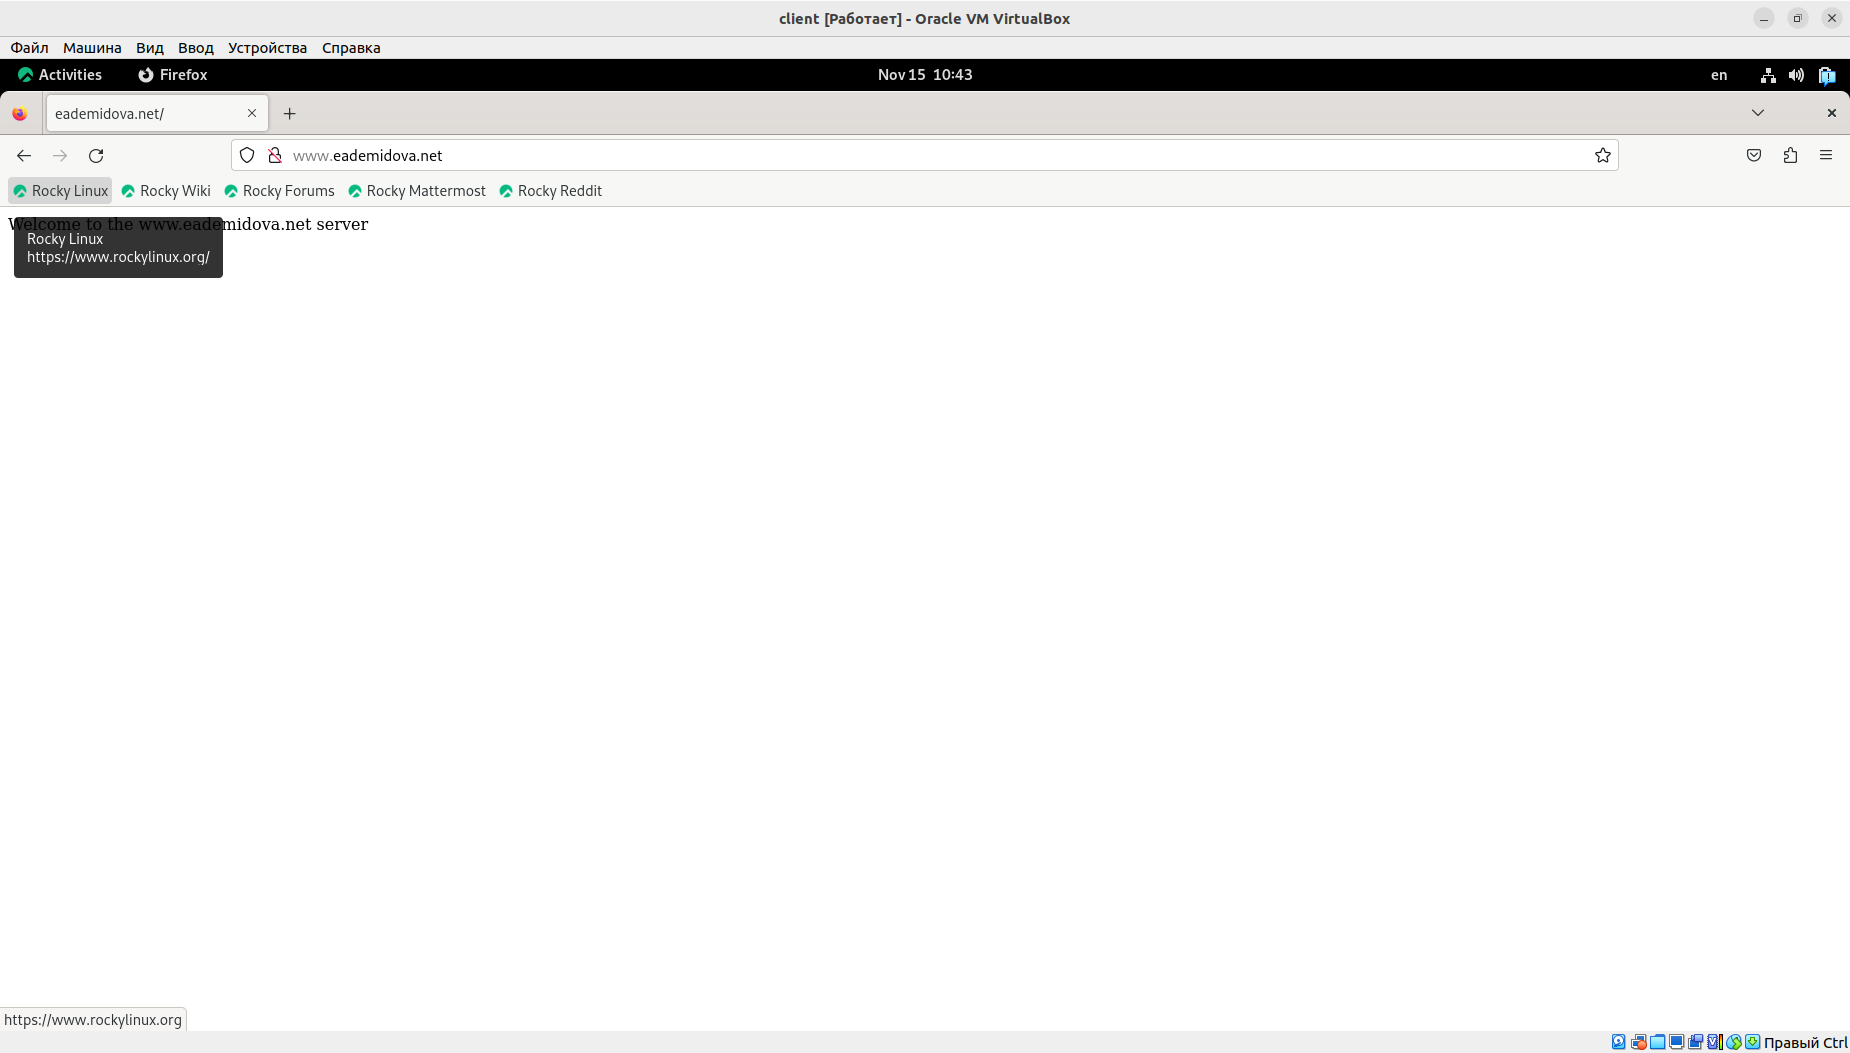 client [Работает] - Oracle VM VirtualBox
Файл Машина Вид Ввод Устройства Справка
Activities Firefox Nov 15 10:43 en
eademidova.net/
www.eademidova.net
Rocky Linux Rocky Wiki Rocky Forums Rocky Mattermost Rocky Reddit
Welcome to the www.eademidova.net server
Rocky Linux
https://www.rockylinux.org/
https://www.rockylinux.org
Правый Ctrl